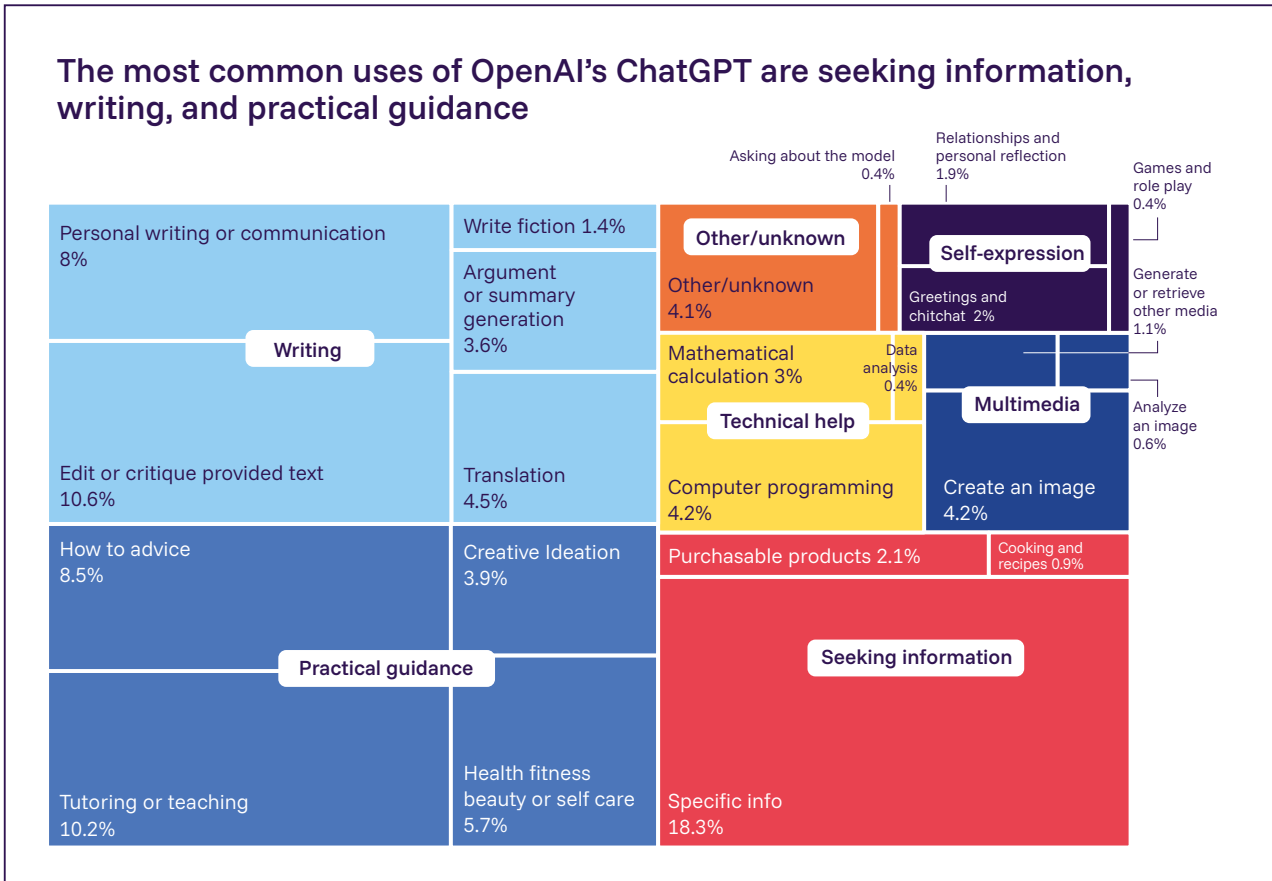 The most common uses of OpenAI's ChatGPT are seeking information,
writing, and practical guidance
Asking about the model
0.4%
Relationships and
personal reflection
1.9%
Games and
role play
0.4%
Personal writing or communication
8%
Writing
Edit or critique provided text
10.6%
Write fiction 1.4%
Argument
or summary
generation
3.6%
Translation
4.5%
Other/unknown
Other/unknown
4.1%
Self-expression
Greetings and
chitchat 2%
Generate
or retrieve
other media
1.1%
Mathematical
calculation 3%
Data
analysis
0.4%
Technical help
Computer programming
4.2%
Multimedia
Create an image
4.2%
Analyze
an image
0.6%
How to advice
8.5%
Creative Ideation
3.9%
Practical guidance
Tutoring or teaching
10.2%
Health fitness
beauty or self care
5.7%
Purchasable products 2.1%
Cooking and
recipes 0.9%
Seeking information
Specific info
18.3%